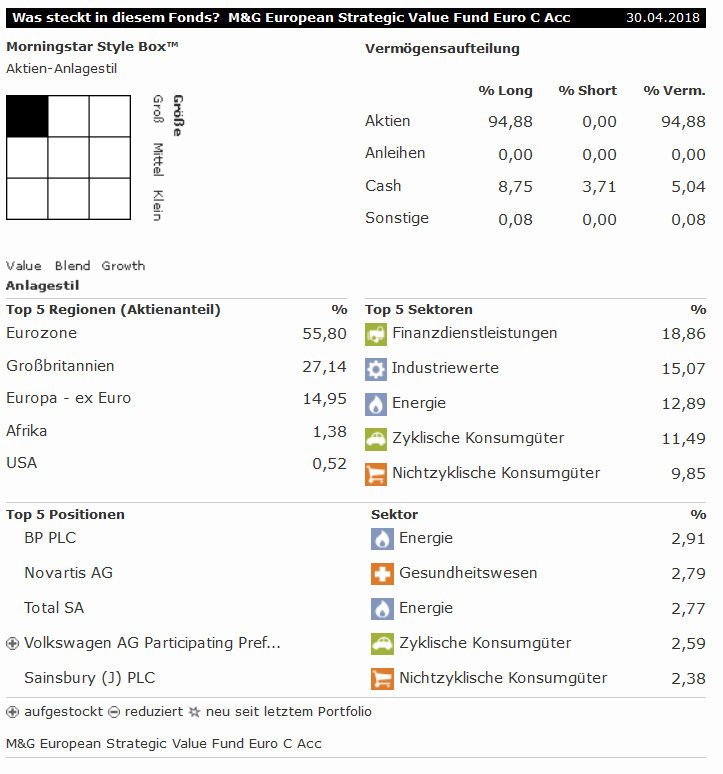 Was steckt in diesem Fonds? M&G European Strategic Value Fund Euro C Acc 30.04.2018
Morningstar Style Box™
Aktien-Anlagestil
Größe
Groß Mittel Klein
Value Blend Growth
Anlagestil
Vermögensaufteilung
% Long % Short % Verm.
Aktien 94,88 0,00 94,88
Anleihen 0,00 0,00 0,00
Cash 8,75 3,71 5,04
Sonstige 0,08 0,00 0,08
Top 5 Regionen (Aktienanteil) %
Eurozone 55,80
Großbritannien 27,14
Europa - ex Euro 14,95
Afrika 1,38
USA 0,52
Top 5 Sektoren %
Finanzdienstleistungen 18,86
Industriewerte 15,07
Energie 12,89
Zyklische Konsumgüter 11,49
Nichtzyklische Konsumgüter 9,85
Top 5 Positionen Sektor %
BP PLC Energie 2,91
Novartis AG Gesundheitswesen 2,79
Total SA Energie 2,77
Volkswagen AG Participating Pref... Zyklische Konsumgüter 2,59
Sainsbury (J) PLC Nichtzyklische Konsumgüter 2,38
aufgestockt reduziert neu seit letztem Portfolio
M&G European Strategic Value Fund Euro C Acc